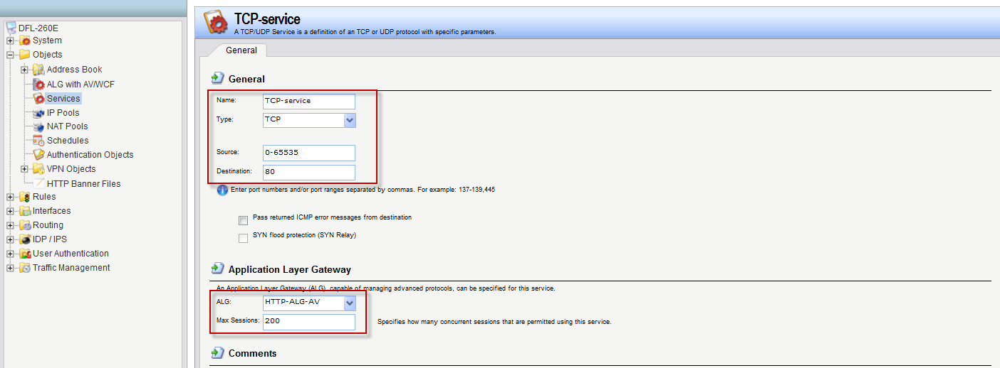 DFL-260E
System
Objects
Address Book
ALG with AV/WCF
Services
IP Pools
NAT Pools
Schedules
Authentication Objects
VPN Objects
HTTP Banner Files
Rules
Interfaces
Routing
IDP / IPS
User Authentication
Traffic Management
TCP-service
A TCP/UDP Service is a definition of an TCP or UDP protocol with specific parameters.
General
General
Name: TCP-service
Type: TCP
Source: 0-65535
Destination: 80
Enter port numbers and/or port ranges separated by commas. For example: 137-139,445
Pass returned ICMP error messages from destination
SYN flood protection (SYN Relay)
Application Layer Gateway
An Application Layer Gateway (ALG), capable of managing advanced protocols, can be specified for this service.
ALG: HTTP-ALG-AV
Max Sessions: 200 Specifies how many concurrent sessions that are permitted using this service.
Comments